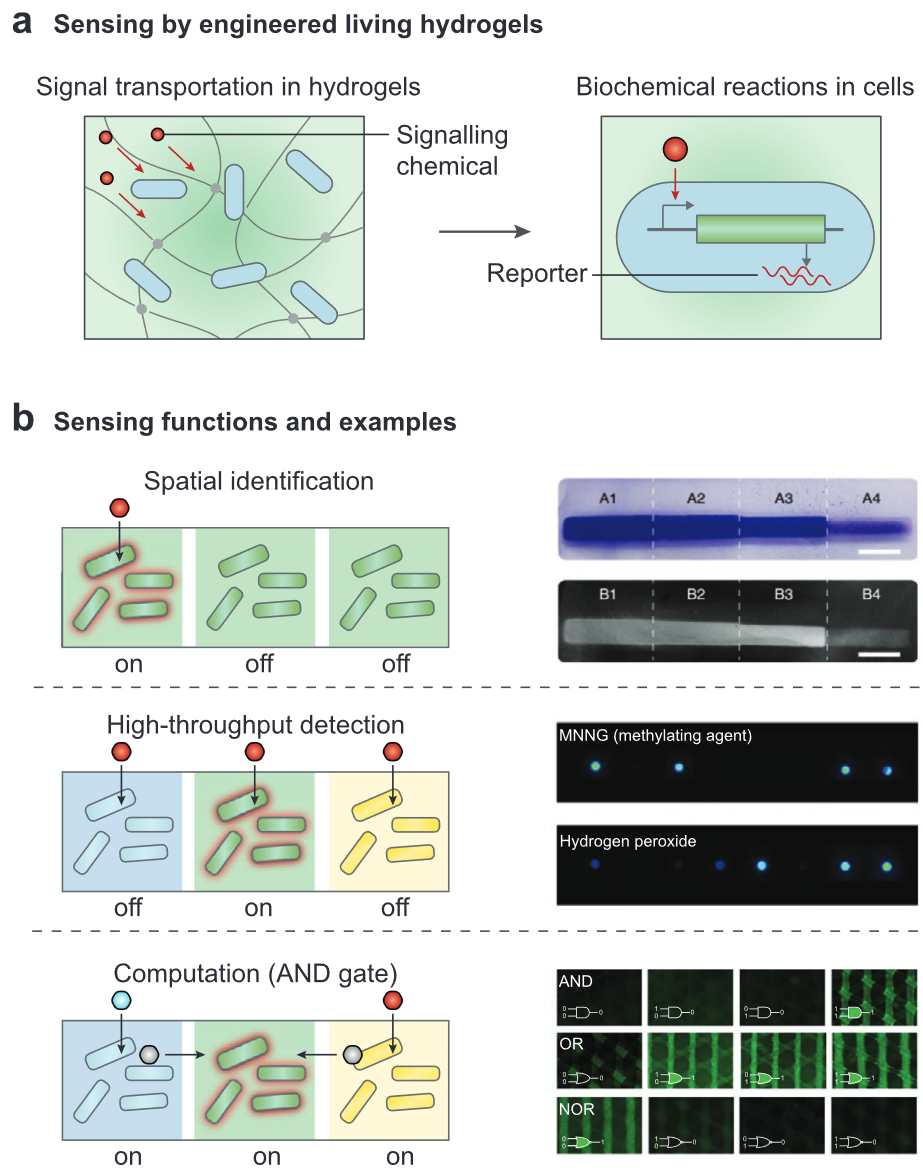 a Sensing by engineered living hydrogels
Signal transportation in hydrogels
Biochemical reactions in cells
Signalling
chemical
Reporter
b Sensing functions and examples
Spatial identification
on off off
A1 A2 A3 A4
B1 B2 B3 B4
High-throughput detection
off on off
MNNG (methylating agent)
Hydrogen peroxide
Computation (AND gate)
on on on
AND
0 0 0
1 0 0
0 1 0
1 1 1
OR
0 0 0
1 0 1
0 1 1
1 1 1
NOR
0 0 1
1 0 0
0 1 0
1 1 0